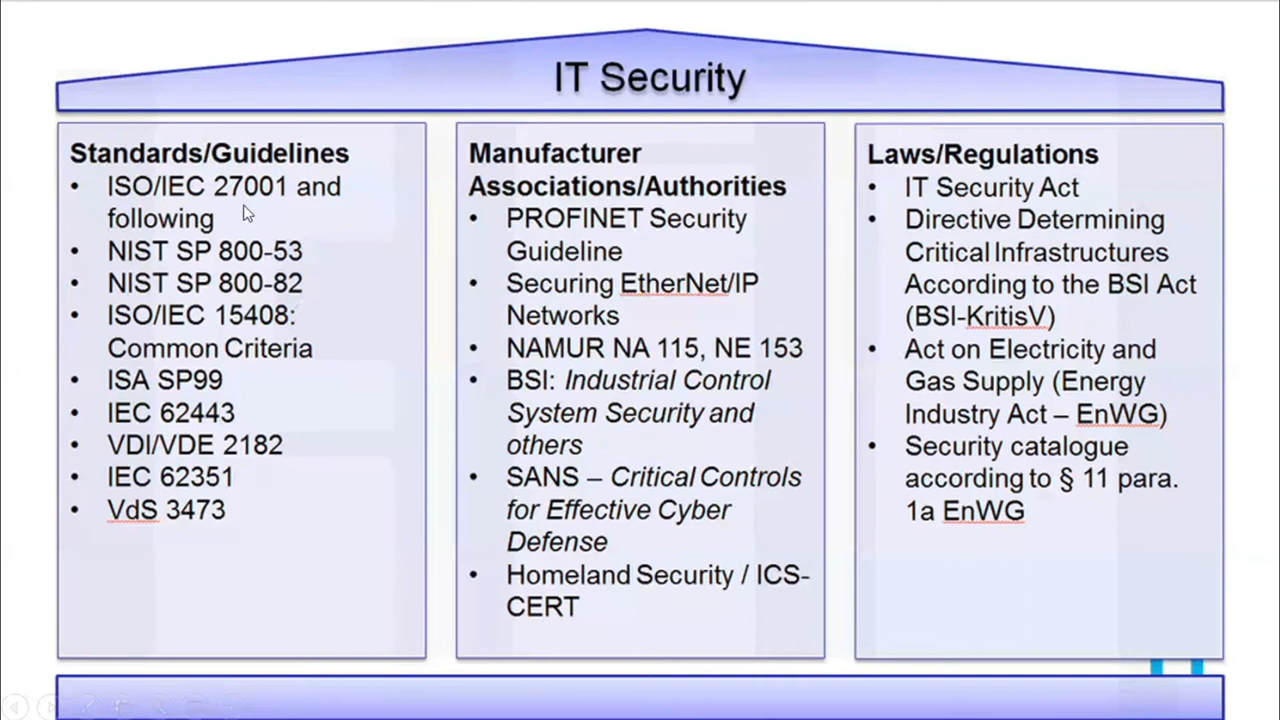 IT Security
Standards/Guidelines
• ISO/IEC 27001 and
following
• NIST SP 800-53
• NIST SP 800-82
• ISO/IEC 15408:
Common Criteria
• ISA SP99
• IEC 62443
• VDI/VDE 2182
• IEC 62351
• VdS 3473
Manufacturer
Associations/Authorities
• PROFINET Security
Guideline
• Securing EtherNet/IP
Networks
• NAMUR NA 115, NE 153
• BSI: Industrial Control
System Security and
others
• SANS – Critical Controls
for Effective Cyber
Defense
• Homeland Security / ICS-
CERT
Laws/Regulations
• IT Security Act
• Directive Determining
Critical Infrastructures
According to the BSI Act
(BSI-KritisV)
• Act on Electricity and
Gas Supply (Energy
Industry Act – EnWG)
• Security catalogue
according to § 11 para.
1a EnWG